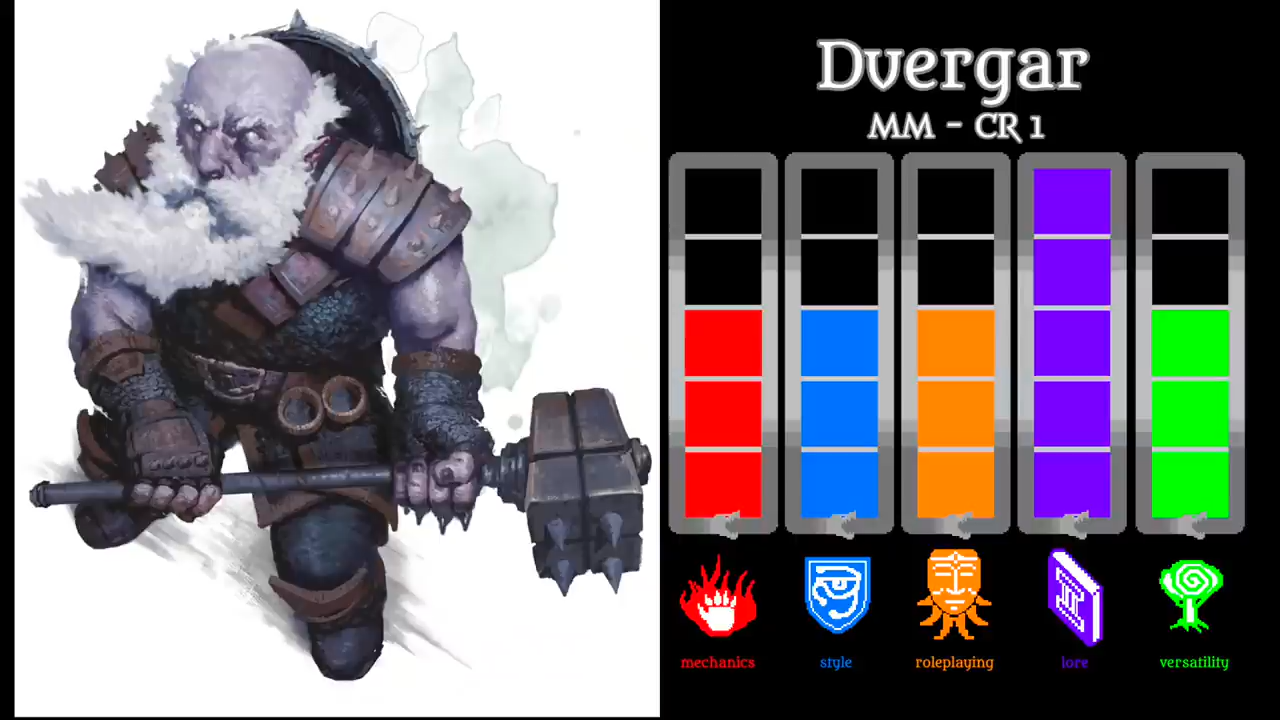 Dvergar
MM - CR 1
mechanics
style
roleplaying
lore
versatility